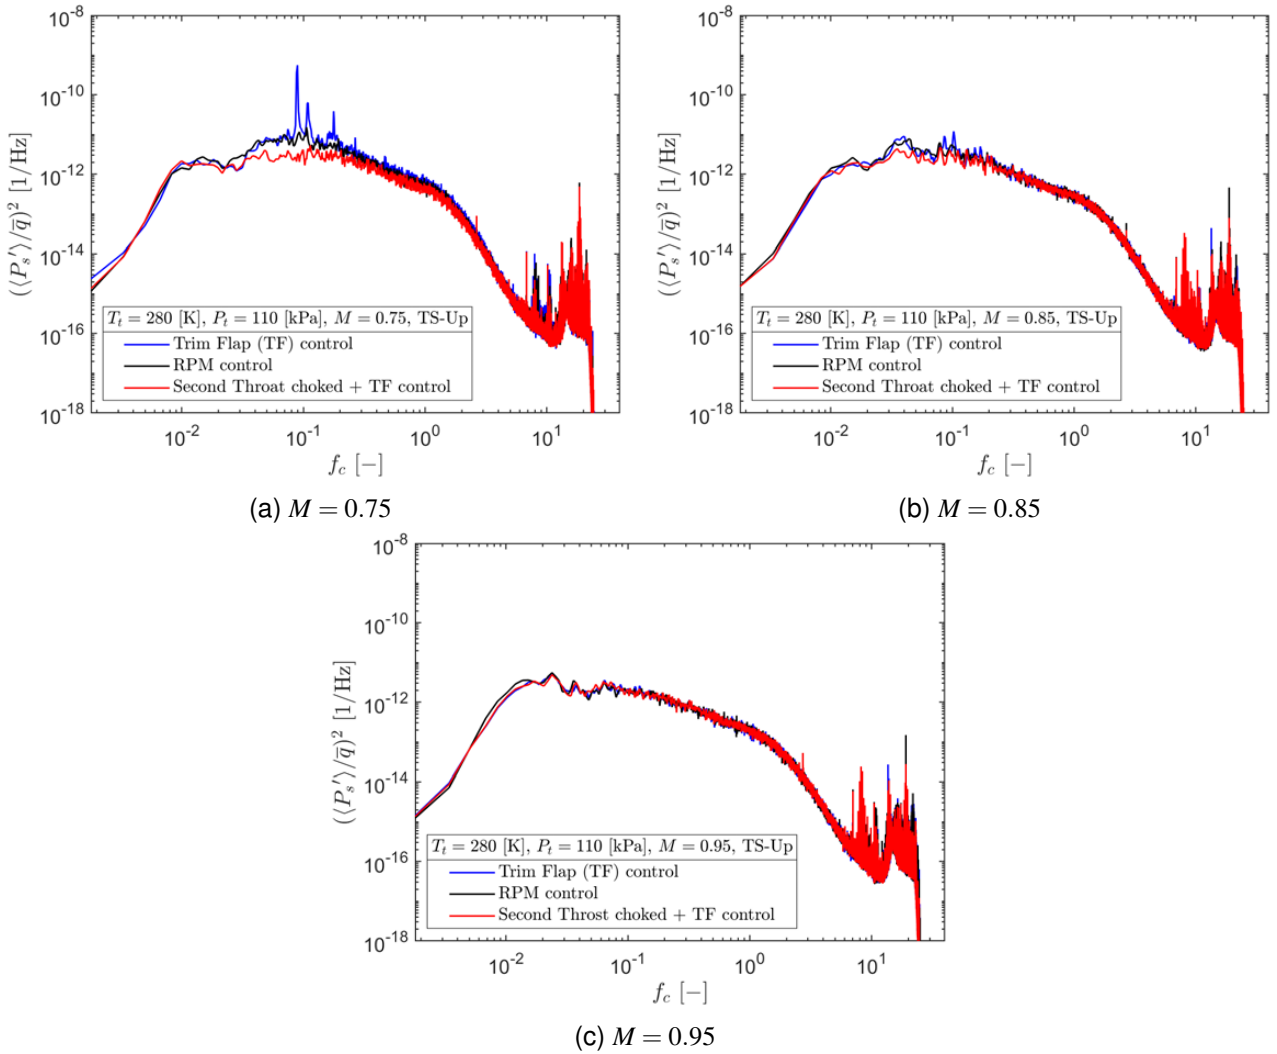 10^-8
10^-10
10^-12
10^-14
10^-16
10^-18
(⟨P_s'⟩/q̅)^2 [1/Hz]
T_t = 280 [K], P_t = 110 [kPa], M = 0.75, TS-Up
Trim Flap (TF) control
RPM control
Second Throat choked + TF control
10^-2 10^-1 10^0 10^1
f_c [−]
(a) M = 0.75
10^-8
10^-10
10^-12
10^-14
10^-16
10^-18
(⟨P_s'⟩/q̅)^2 [1/Hz]
T_t = 280 [K], P_t = 110 [kPa], M = 0.85, TS-Up
Trim Flap (TF) control
RPM control
Second Throat choked + TF control
10^-2 10^-1 10^0 10^1
f_c [−]
(b) M = 0.85
10^-8
10^-10
10^-12
10^-14
10^-16
10^-18
(⟨P_s'⟩/q̅)^2 [1/Hz]
T_t = 280 [K], P_t = 110 [kPa], M = 0.95, TS-Up
Trim Flap (TF) control
RPM control
Second Throst choked + TF control
10^-2 10^-1 10^0 10^1
f_c [−]
(c) M = 0.95